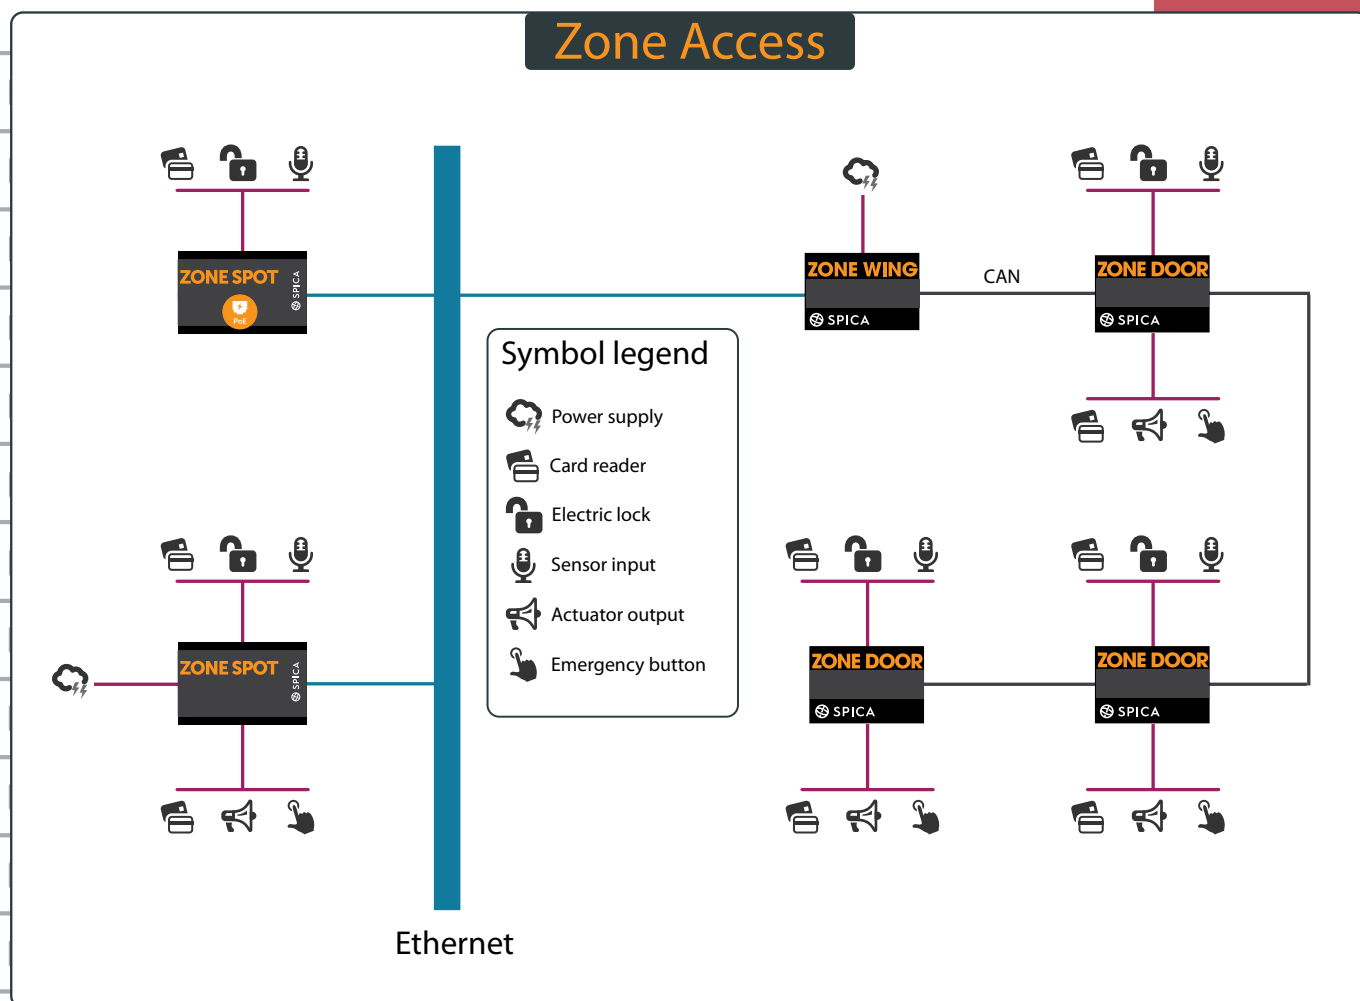 Zone Access
ZONE SPOT
SPICA
PoE
ZONE WING
SPICA
CAN
ZONE DOOR
SPICA
Symbol legend
Power supply
Card reader
Electric lock
Sensor input
Actuator output
Emergency button
ZONE SPOT
SPICA
ZONE DOOR
SPICA
ZONE DOOR
SPICA
Ethernet